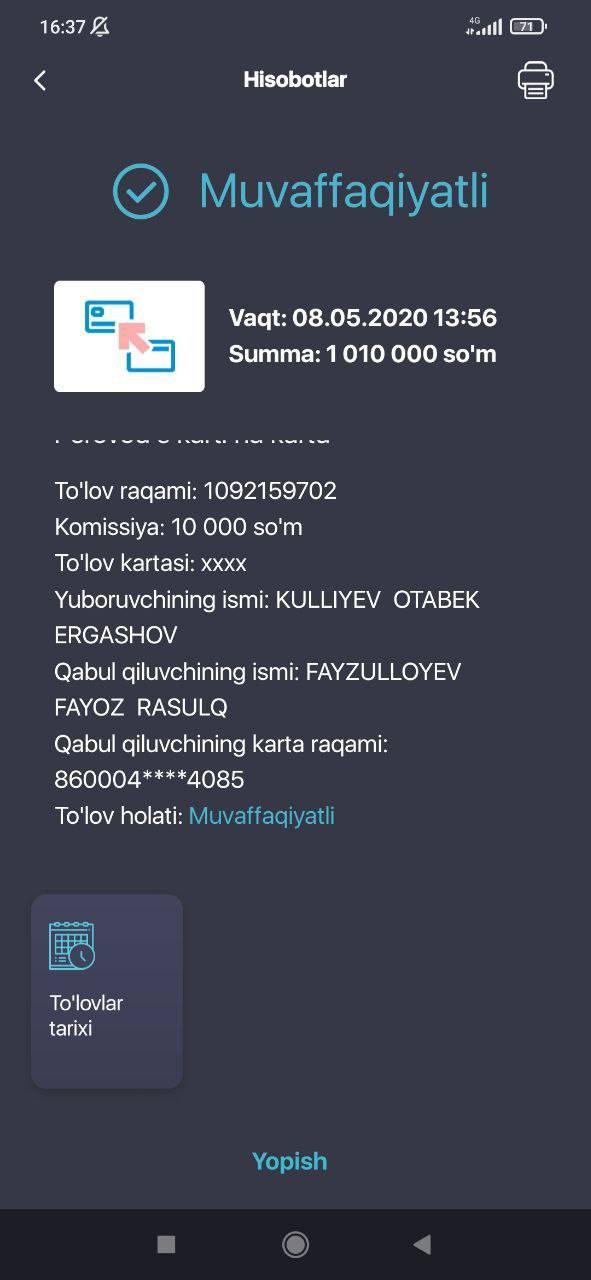 16:37
4G
71
Hisobotlar
Muvaffaqiyatli
Vaqt: 08.05.2020 13:56
Summa: 1 010 000 so'm
To'lov raqami: 1092159702
Komissiya: 10 000 so'm
To'lov kartasi: xxxx
Yuboruvchining ismi: KULLIYEV OTABEK
ERGASHOV
Qabul qiluvchining ismi: FAYZULLOYEV
FAYOZ RASULQ
Qabul qiluvchining karta raqami:
860004****4085
To'lov holati: Muvaffaqiyatli
To'lovlar
tarixi
Yopish